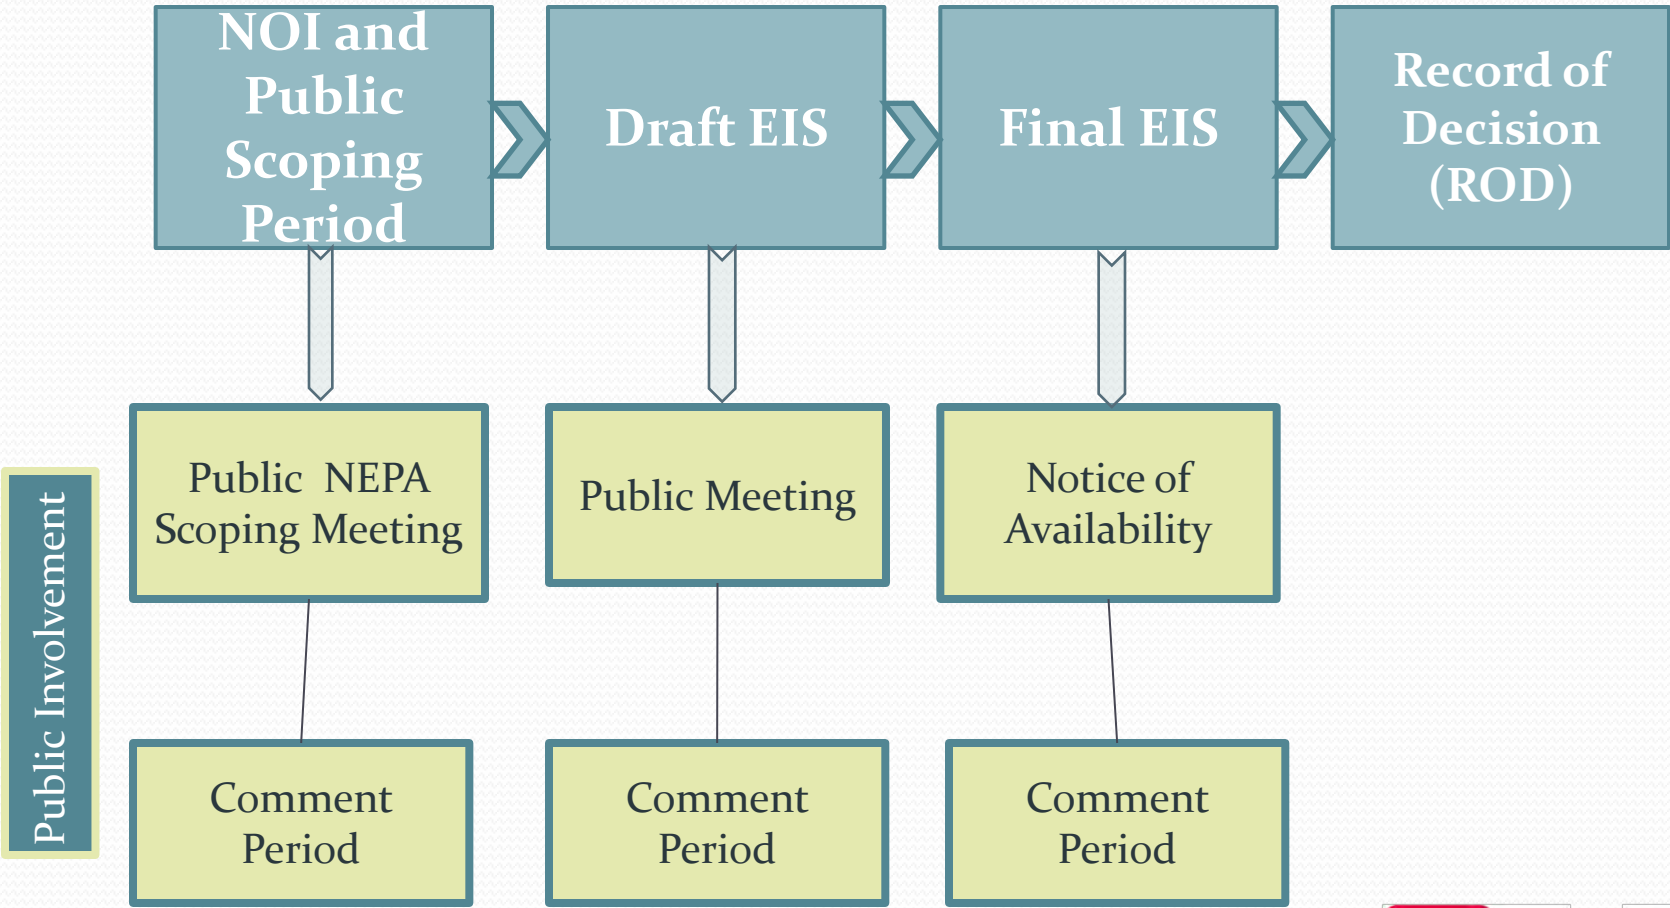 NOI and
Public
Scoping
Period
Draft EIS
Final EIS
Record of
Decision
(ROD)
Public Involvement
Public NEPA
Scoping Meeting
Public Meeting
Notice of
Availability
Comment
Period
Comment
Period
Comment
Period